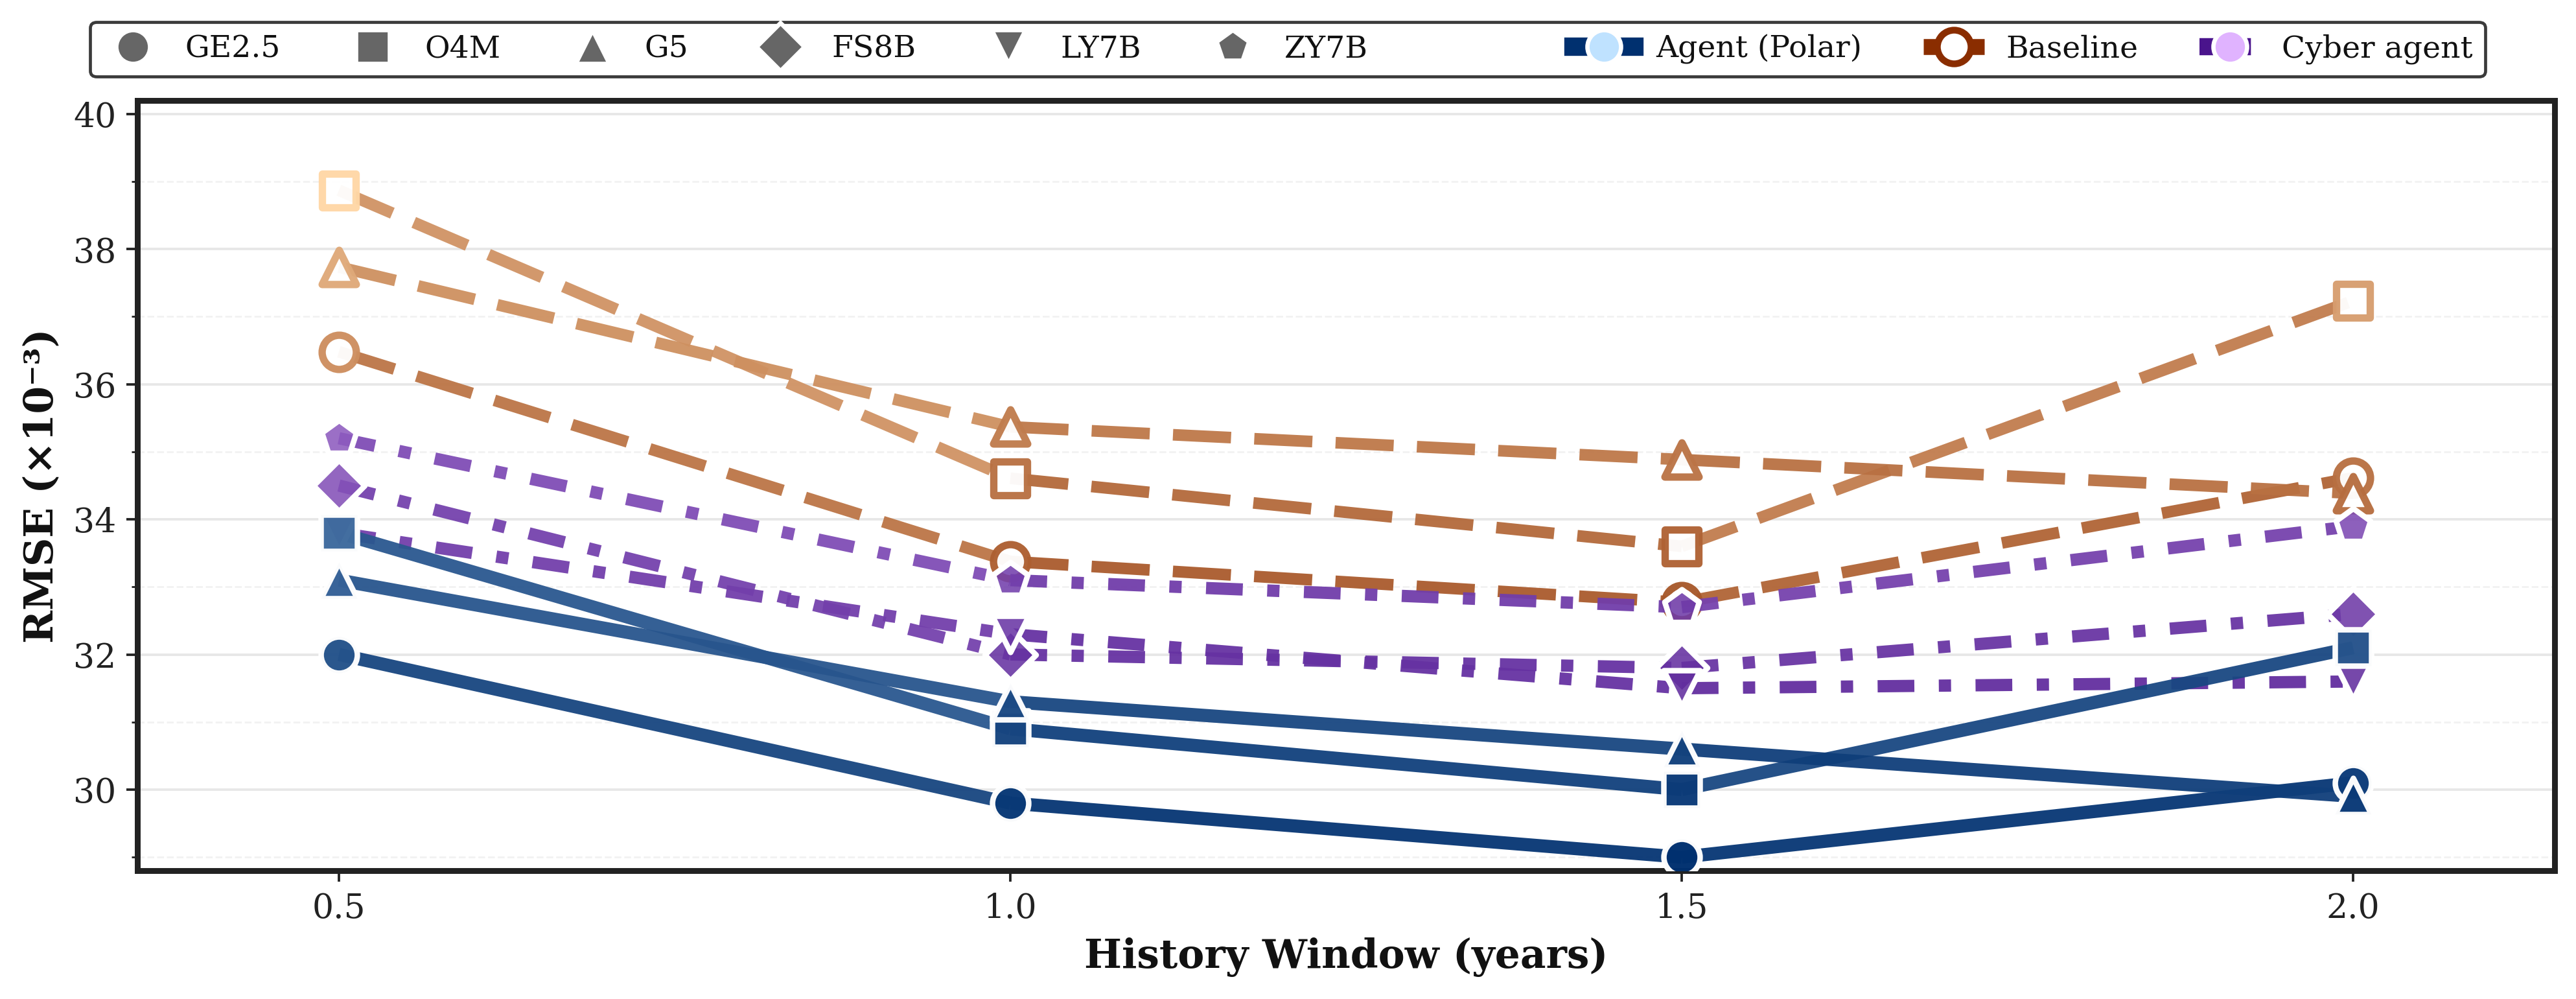 GE2.5 O4M G5 FS8B LY7B ZY7B Agent (Polar) Baseline Cyber agent
RMSE (×10⁻³)
40
38
36
34
32
30
0.5 1.0 1.5 2.0
History Window (years)